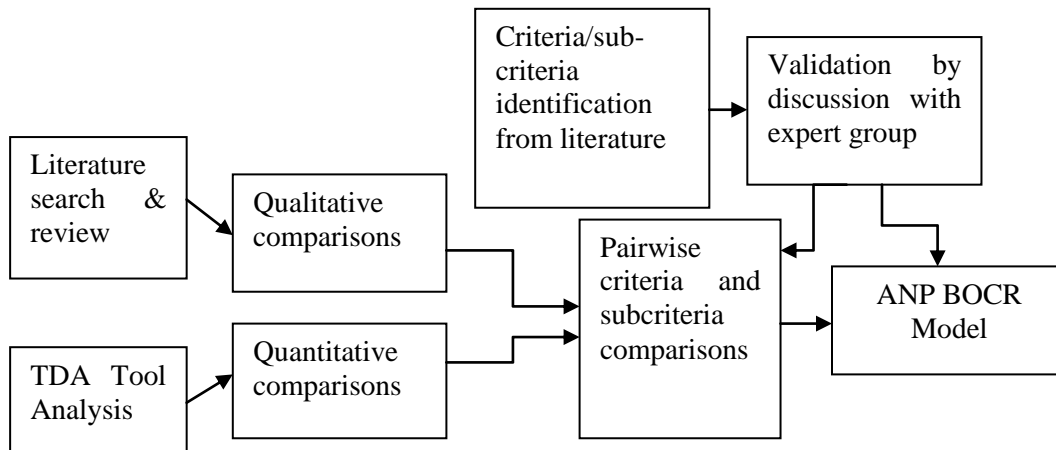 Criteria/sub-
criteria
identification
from literature
Validation by
discussion with
expert group
Literature
search &
review
Qualitative
comparisons
Pairwise
criteria and
subcriteria
comparisons
ANP BOCR
Model
TDA Tool
Analysis
Quantitative
comparisons